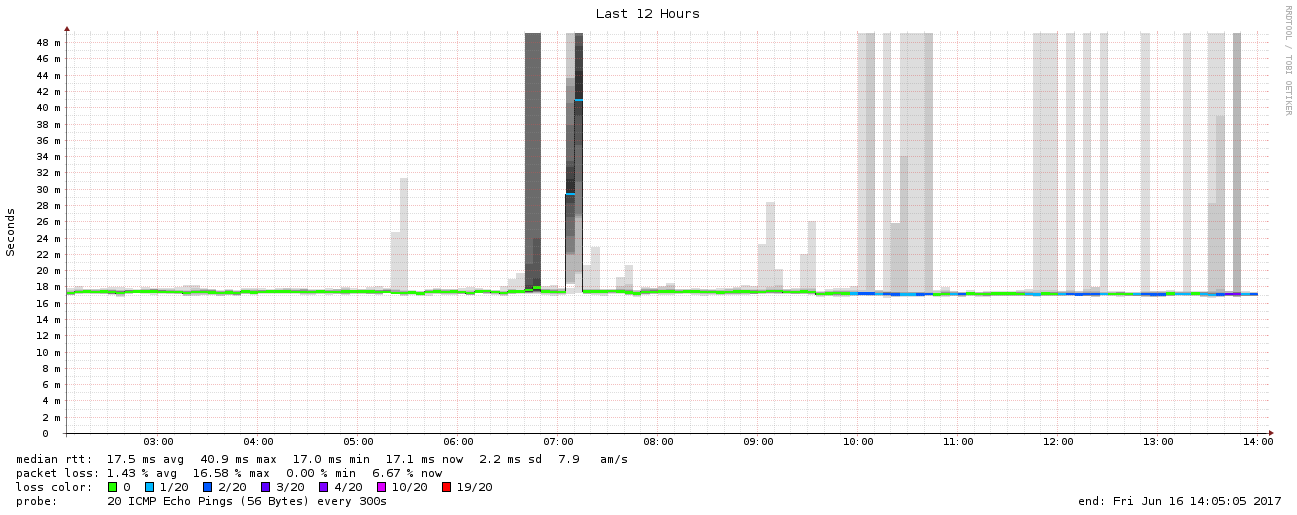 Last 12 Hours
RRDTOOL / TOBI OETIKER
Seconds
48 m
46 m
44 m
42 m
40 m
38 m
36 m
34 m
32 m
30 m
28 m
26 m
24 m
22 m
20 m
18 m
16 m
14 m
12 m
10 m
8 m
6 m
4 m
2 m
0
03:00 04:00 05:00 06:00 07:00 08:00 09:00 10:00 11:00 12:00 13:00 14:00
median rtt: 17.5 ms avg 40.9 ms max 17.0 ms min 17.1 ms now 2.2 ms sd 7.9 am/s
packet loss: 1.43 % avg 16.58 % max 0.00 % min 6.67 % now
loss color: 0 1/20 2/20 3/20 4/20 10/20 19/20
probe: 20 ICMP Echo Pings (56 Bytes) every 300s end: Fri Jun 16 14:05:05 2017